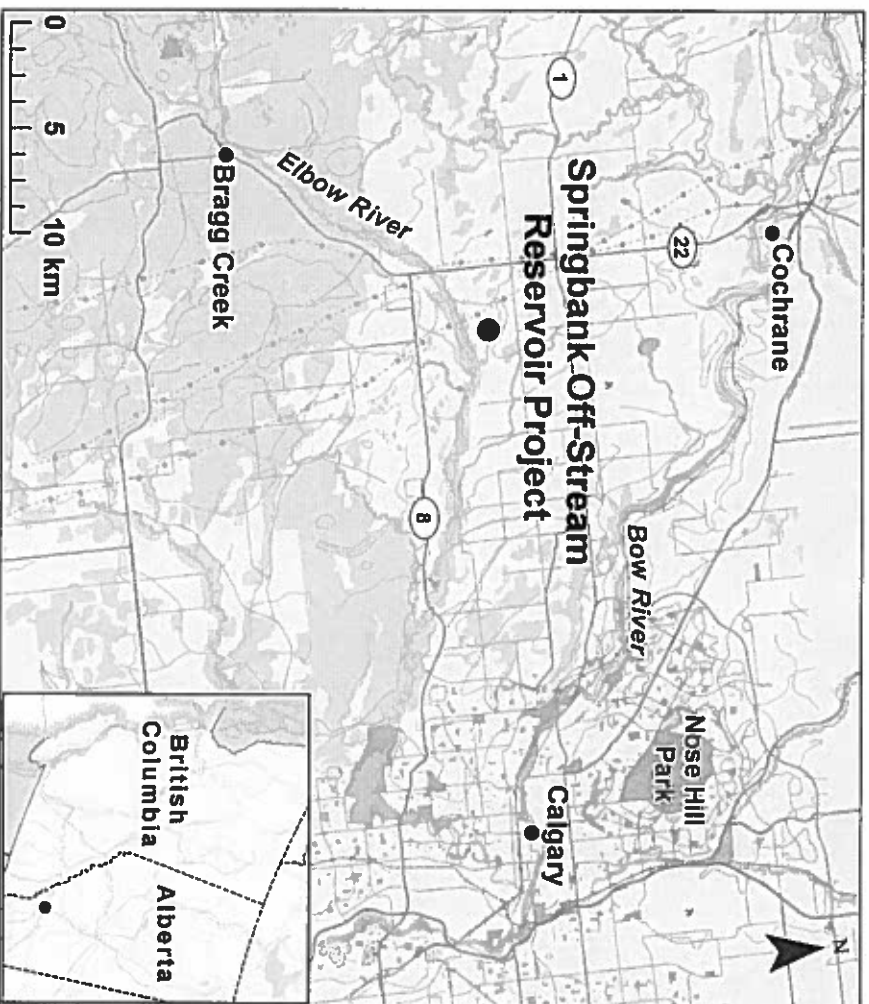 Cochrane
22
1
Springbank Off-Stream
Reservoir Project
Elbow River
Bragg Creek
8
Bow River
Nose Hill
Park
Calgary
N
0 5 10 km
British
Columbia
Alberta